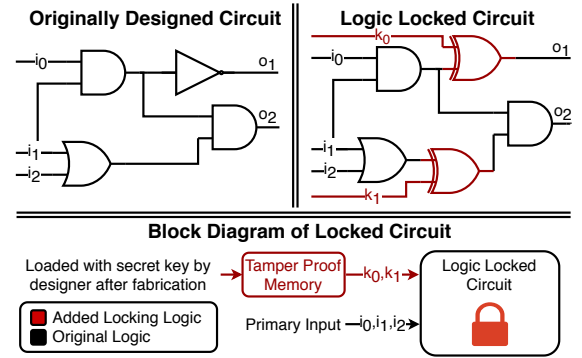 Originally Designed Circuit
i0
o1
o2
i1
i2
Logic Locked Circuit
k0
i0
o1
o2
i1
i2
k1
Block Diagram of Locked Circuit
Loaded with secret key by
designer after fabrication
Tamper Proof
Memory
k0,k1
Logic Locked
Circuit
Added Locking Logic
Original Logic
Primary Input
i0,i1,i2